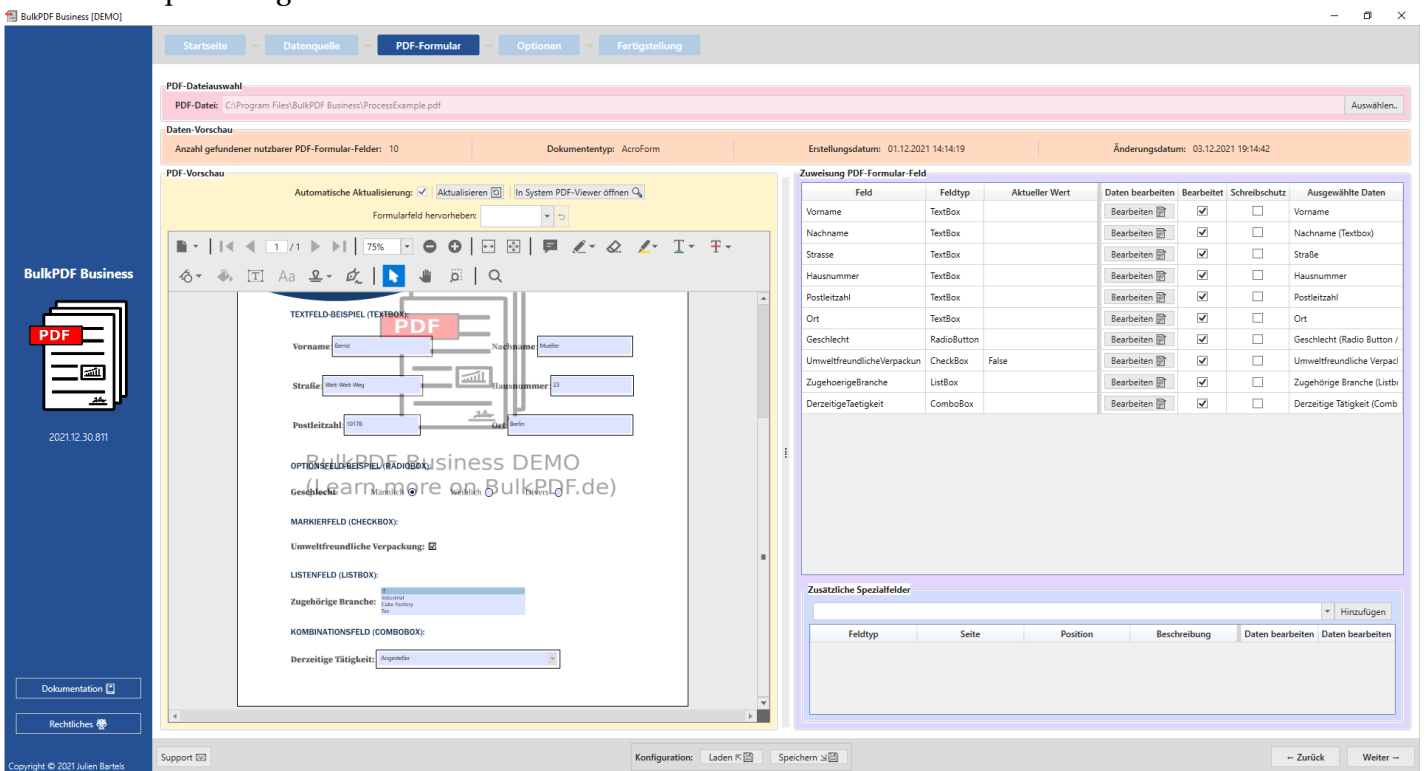 BulkPDF Business [DEMO]
Startseite Datenquelle PDF-Formular Optionen Fertigstellung
PDF-Dateiauswahl
PDF-Datei: C:\Program Files\BulkPDF Business\ProcessExample.pdf Auswählen..
Daten-Vorschau
Anzahl gefundener nutzbarer PDF-Formular-Felder: 10 Dokumententyp: AcroForm Erstellungsdatum: 01.12.2021 14:14:19 Änderungsdatum: 03.12.2021 19:14:42
PDF-Vorschau
Automatische Aktualisierung: Aktualisieren In System PDF-Viewer öffnen
Formularfeld hervorheben:
1 /1 75%
TEXTFELD-BEISPIEL (TEXTBOX):
PDF
Vorname: Bernd Nachname: Mueller
Straße: Weit-Weit-Weg Hausnummer: 23
Postleitzahl: 10178 Ort: Berlin
BulkPDF Business DEMO
OPTIONSFELD-BEISPIEL (RADIOBOX):
(Learn more on BulkPDF.de)
Geschlecht: Männlich Weiblich Divers
MARKIERFELD (CHECKBOX):
Umweltfreundliche Verpackung:
LISTENFELD (LISTBOX):
Zugehörige Branche: IT
Industrial
Cake-Factory
Tax
KOMBINATIONSFELD (COMBOBOX):
Derzeitige Tätigkeit: Angestellter
Zuweisung PDF-Formular-Feld
Feld Feldtyp Aktueller Wert Daten bearbeiten Bearbeitet Schreibschutz Ausgewählte Daten
Vorname TextBox Bearbeiten Vorname
Nachname TextBox Bearbeiten Nachname (Textbox)
Strasse TextBox Bearbeiten Straße
Hausnummer TextBox Bearbeiten Hausnummer
Postleitzahl TextBox Bearbeiten Postleitzahl
Ort TextBox Bearbeiten Ort
Geschlecht RadioButton Bearbeiten Geschlecht (Radio Button /
UmweltfreundlicheVerpackun CheckBox False Bearbeiten Umweltfreundliche Verpacl
ZugehoerigeBranche ListBox Bearbeiten Zugehörige Branche (Listb
DerzeitigeTaetigkeit ComboBox Bearbeiten Derzeitige Tätigkeit (Comb
Zusätzliche Spezialfelder
Hinzufügen
Feldtyp Seite Position Beschreibung Daten bearbeiten Daten bearbeiten
BulkPDF Business
PDF
2021.12.30.811
Dokumentation
Rechtliches
Copyright © 2021 Julien Bartels
Support Konfiguration: Laden Speichern ← Zurück Weiter →